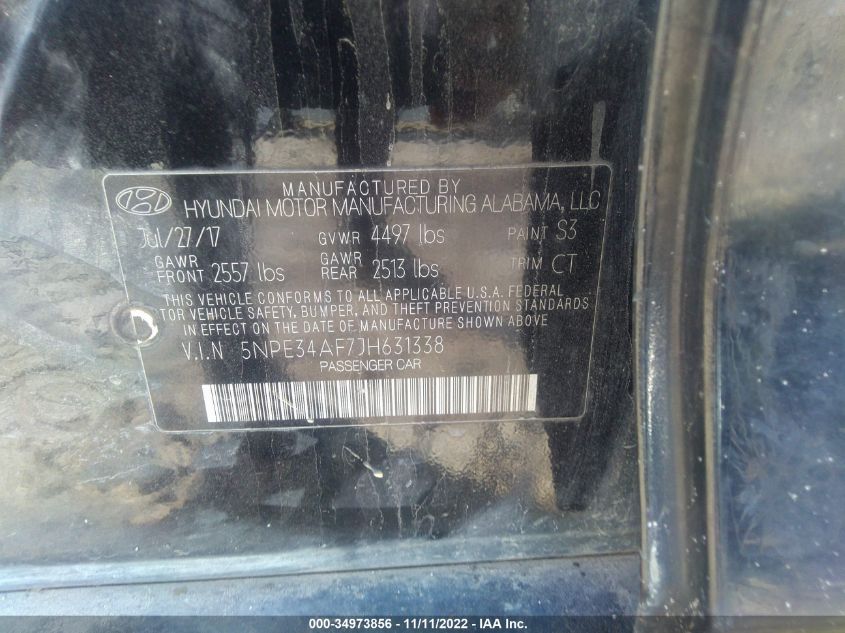 MANUFACTURED BY
HYUNDAI MOTOR MANUFACTURING ALABAMA, LLC
Jul/27/17 GVWR 4497 lbs PAINT S3
GAWR FRONT 2557 lbs GAWR REAR 2513 lbs TRIM CT
THIS VEHICLE CONFORMS TO ALL APPLICABLE U.S.A. FEDERAL
MOTOR VEHICLE SAFETY, BUMPER, AND THEFT PREVENTION STANDARDS
IN EFFECT ON THE DATE OF MANUFACTURE SHOWN ABOVE.
V.I.N 5NPE34AF7JH631338
PASSENGER CAR
000-34973856 - 11/11/2022 - IAA Inc.